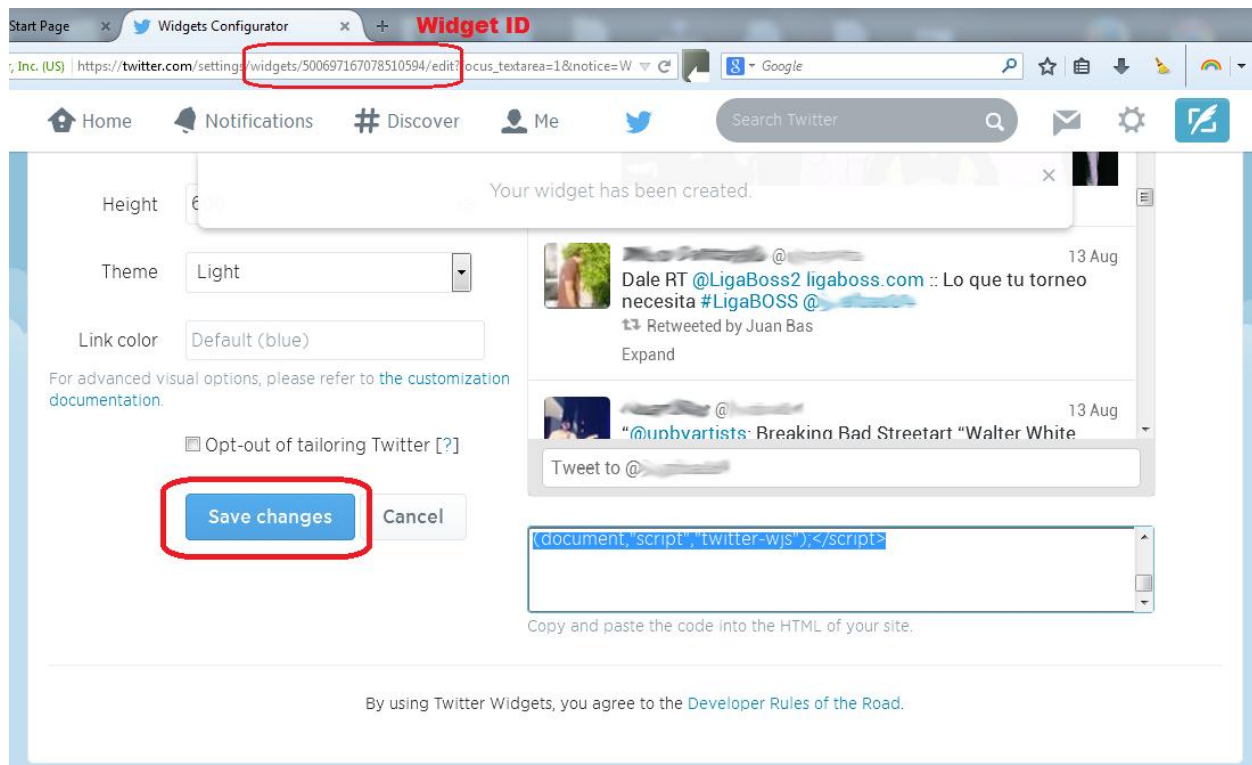 Start Page × Widgets Configurator × + Widget ID
, Inc. (US) https://twitter.com/settings/widgets/500697167078510594/edit?focus_textarea=1&notice=W 8 Google
Home Notifications # Discover Me Search Twitter
Your widget has been created. ×
Height 6
13 Aug
Theme Light
Dale RT @LigaBoss2 ligaboss.com :: Lo que tu torneo
necesita #LigaBOSS @
Retweeted by Juan Bas
Link color Default (blue)
Expand
For advanced visual options, please refer to the customization
documentation.
@ 13 Aug
"@upbyartists: Breaking Bad Streetart "Walter White
Opt-out of tailoring Twitter [?]
Tweet to @
Save changes Cancel
(document,"script","twitter-wjs");</script>
Copy and paste the code into the HTML of your site.
By using Twitter Widgets, you agree to the Developer Rules of the Road.